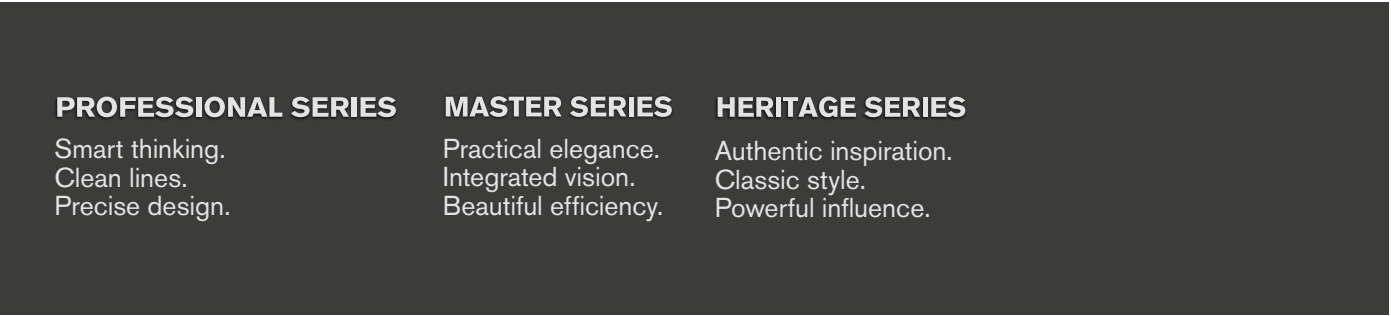 PROFESSIONAL SERIES
Smart thinking.
Clean lines.
Precise design.
MASTER SERIES
Practical elegance.
Integrated vision.
Beautiful efficiency.
HERITAGE SERIES
Authentic inspiration.
Classic style.
Powerful influence.